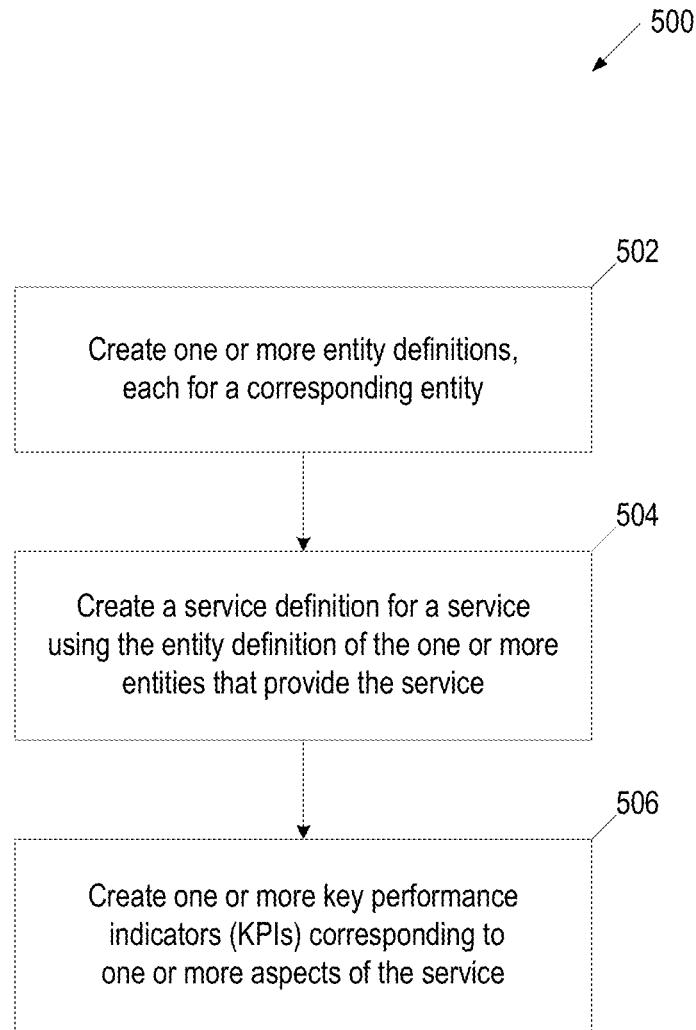 500
502
Create one or more entity definitions,
each for a corresponding entity
504
Create a service definition for a service
using the entity definition of the one or more
entities that provide the service
506
Create one or more key performance
indicators (KPIs) corresponding to
one or more aspects of the service